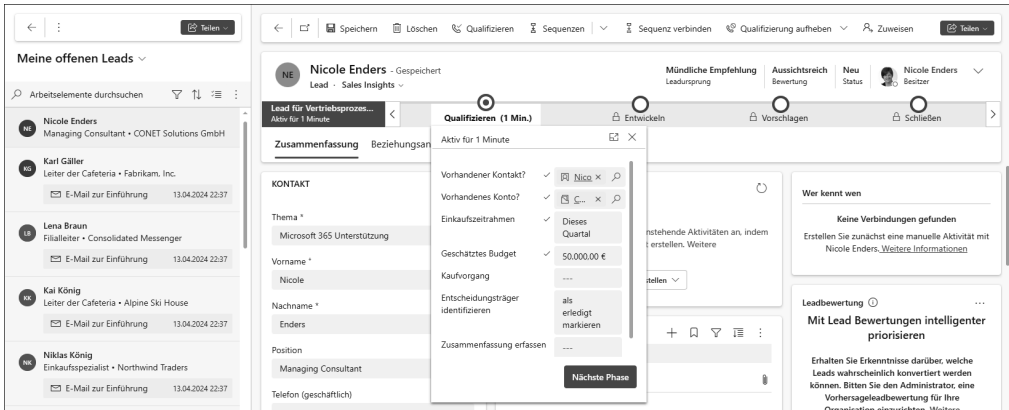 Teilen
Meine offenen Leads
Arbeitselemente durchsuchen
NE
Nicole Enders
Managing Consultant • CONET Solutions GmbH
KG
Karl Gäller
Leiter der Cafeteria • Fabrikam, Inc.
E-Mail zur Einführung 13.04.2024 22:37
LB
Lena Braun
Filialleiter • Consolidated Messenger
E-Mail zur Einführung 13.04.2024 22:37
KK
Kai König
Leiter der Cafeteria • Alpine Ski House
E-Mail zur Einführung 13.04.2024 22:37
NK
Niklas König
Einkaufsspezialist • Northwind Traders
E-Mail zur Einführung 13.04.2024 22:37
Speichern Löschen Qualifizieren Sequenzen Sequenz verbinden Qualifizierung aufheben Zuweisen Teilen
NE
Nicole Enders - Gespeichert
Lead · Sales Insights
Mündliche Empfehlung
Leadursprung
Aussichtsreich
Bewertung
Neu
Status
Nicole Enders
Besitzer
Lead für Vertriebsprozes...
Aktiv für 1 Minute
Qualifizieren (1 Min.) Entwickeln Vorschlagen Schließen
Zusammenfassung Beziehungsan
KONTAKT
Thema *
Microsoft 365 Unterstützung
Vorname *
Nicole
Nachname *
Enders
Position
Managing Consultant
Telefon (geschäftlich)
Aktiv für 1 Minute
Vorhandener Kontakt? Nico
Vorhandenes Konto? C...
Einkaufszeitrahmen Dieses
Quartal
Geschätztes Budget 50.000,00 €
Kaufvorgang ---
Entscheidungsträger als
identifizieren erledigt
markieren
Zusammenfassung erfassen ---
Nächste Phase
nstehende Aktivitäten an, indem
t erstellen. Weitere
stellen
Wer kennt wen
Keine Verbindungen gefunden
Erstellen Sie zunächst eine manuelle Aktivität mit
Nicole Enders. Weitere Informationen
Leadbewertung
Mit Lead Bewertungen intelligenter
priorisieren
Erhalten Sie Erkenntnisse darüber, welche
Leads wahrscheinlich konvertiert werden
können. Bitten Sie den Administrator, eine
Vorhersageleadbewertung für Ihre
Organisation einzurichten. Weitere